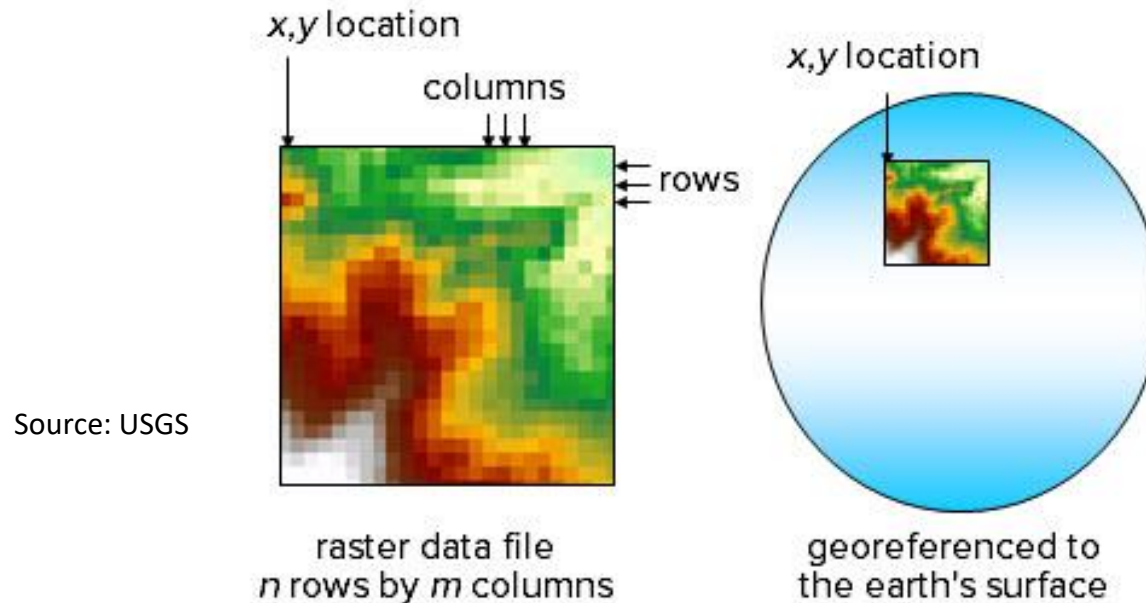 x,y location
columns
rows
Source: USGS
raster data file
n rows by m columns
x,y location
georeferenced to
the earth's surface